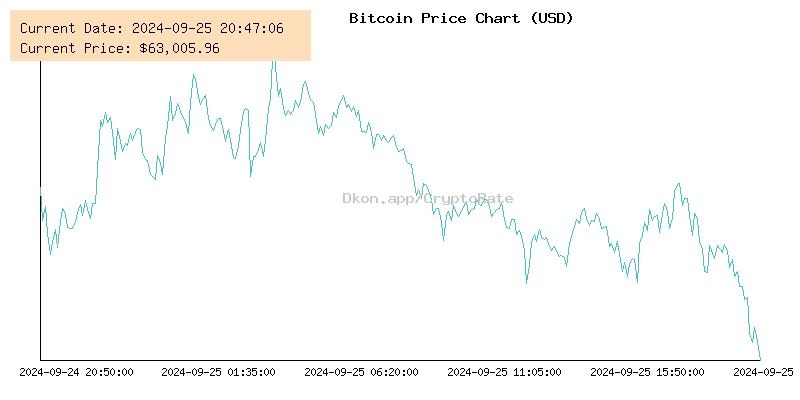 Bitcoin Price Chart (USD)
Current Date: 2024-09-25 20:47:06
Current Price: $63,005.96
Dkon.app/CryptoRate
2024-09-24 20:50:00 2024-09-25 01:35:00 2024-09-25 06:20:00 2024-09-25 11:05:00 2024-09-25 15:50:00 2024-09-25